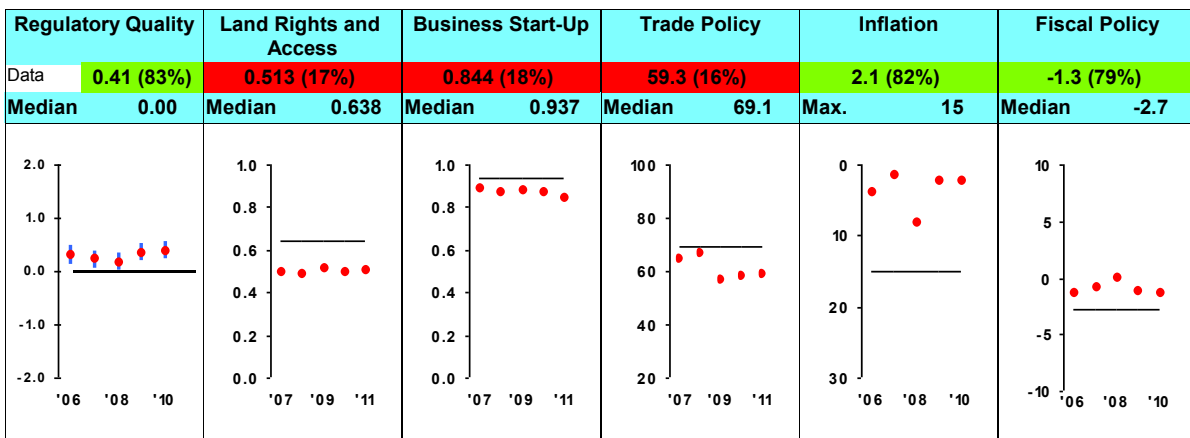 Regulatory Quality
Land Rights and
Access
Business Start-Up
Trade Policy
Inflation
Fiscal Policy
Data 0.41 (83%)
0.513 (17%)
0.844 (18%)
59.3 (16%)
2.1 (82%)
-1.3 (79%)
Median 0.00
Median 0.638
Median 0.937
Median 69.1
Max. 15
Median -2.7
2.0
1.0
0.0
-1.0
-2.0
'06 '08 '10
1.0
0.8
0.6
0.4
0.2
0.0
'07 '09 '11
1.0
0.8
0.6
0.4
0.2
0.0
'07 '09 '11
100
80
60
40
20
'07 '09 '11
0
10
20
30
'06 '08 '10
10
5
0
-5
-10
'06 '08 '10